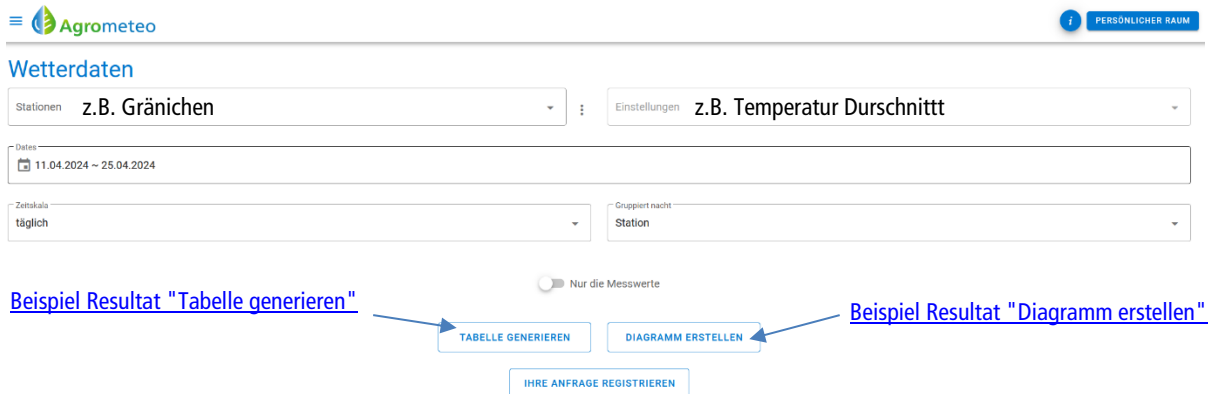 Agrometeo
i PERSÖNLICHER RAUM
Wetterdaten
Stationen z.B. Gränichen
Einstellungen z.B. Temperatur Durschnittt
Dates
11.04.2024 ~ 25.04.2024
Zeitskala
täglich
Gruppiert nacht
Station
Nur die Messwerte
Beispiel Resultat "Tabelle generieren"
Beispiel Resultat "Diagramm erstellen"
TABELLE GENERIEREN
DIAGRAMM ERSTELLEN
IHRE ANFRAGE REGISTRIEREN